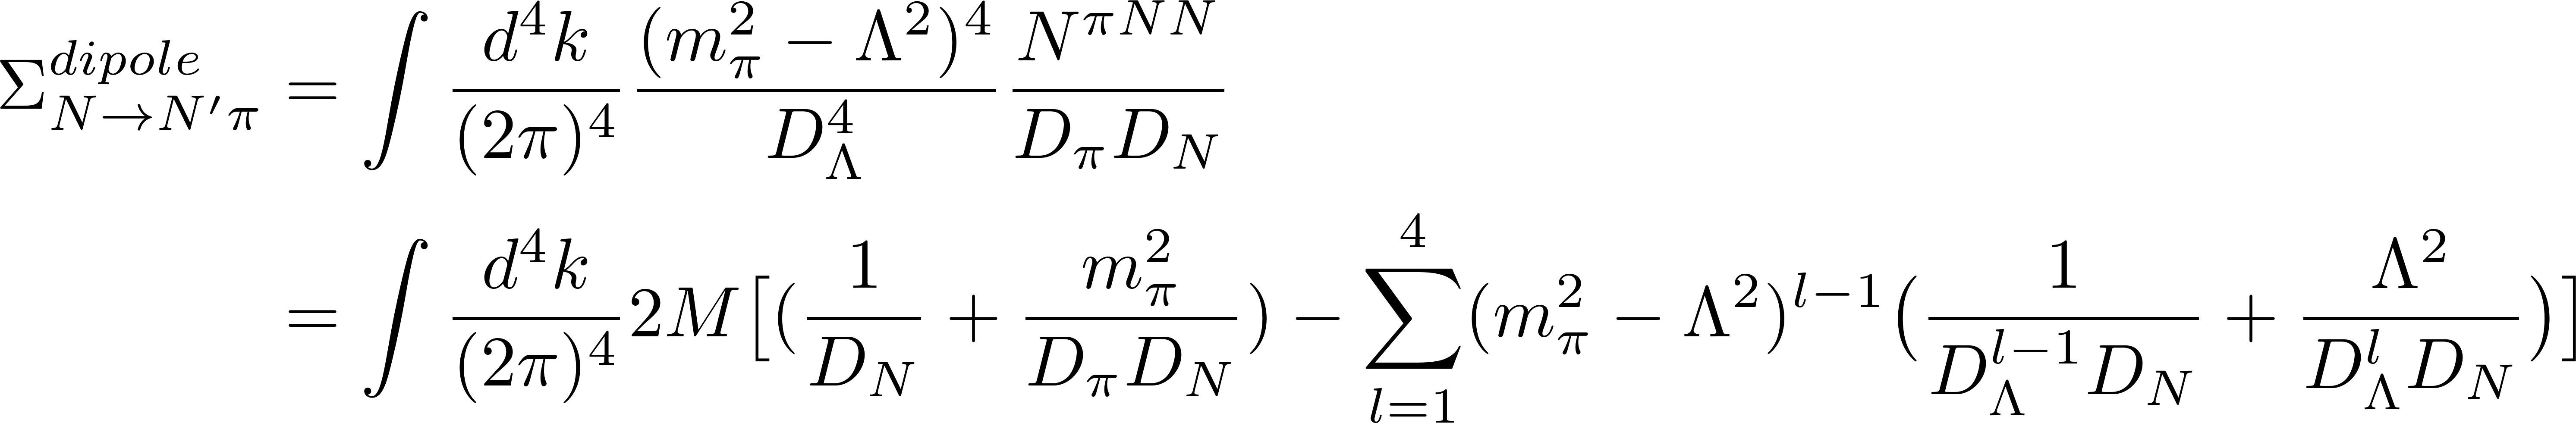 \Sigma^{dipole}_{N \to N'\pi} = \int \frac{d^4k}{(2\pi)^4} \frac{(m_\pi^2 - \Lambda^2)^4}{D_\Lambda^4} \frac{N^{\pi NN}}{D_\pi D_N}
= \int \frac{d^4k}{(2\pi)^4} 2M \big[ ( \frac{1}{D_N} + \frac{m_\pi^2}{D_\pi D_N} ) - \sum_{l=1}^{4} (m_\pi^2 - \Lambda^2)^{l-1} \big( \frac{1}{D_\Lambda^{l-1} D_N} + \frac{\Lambda^2}{D_\Lambda^l D_N} \big) \big]